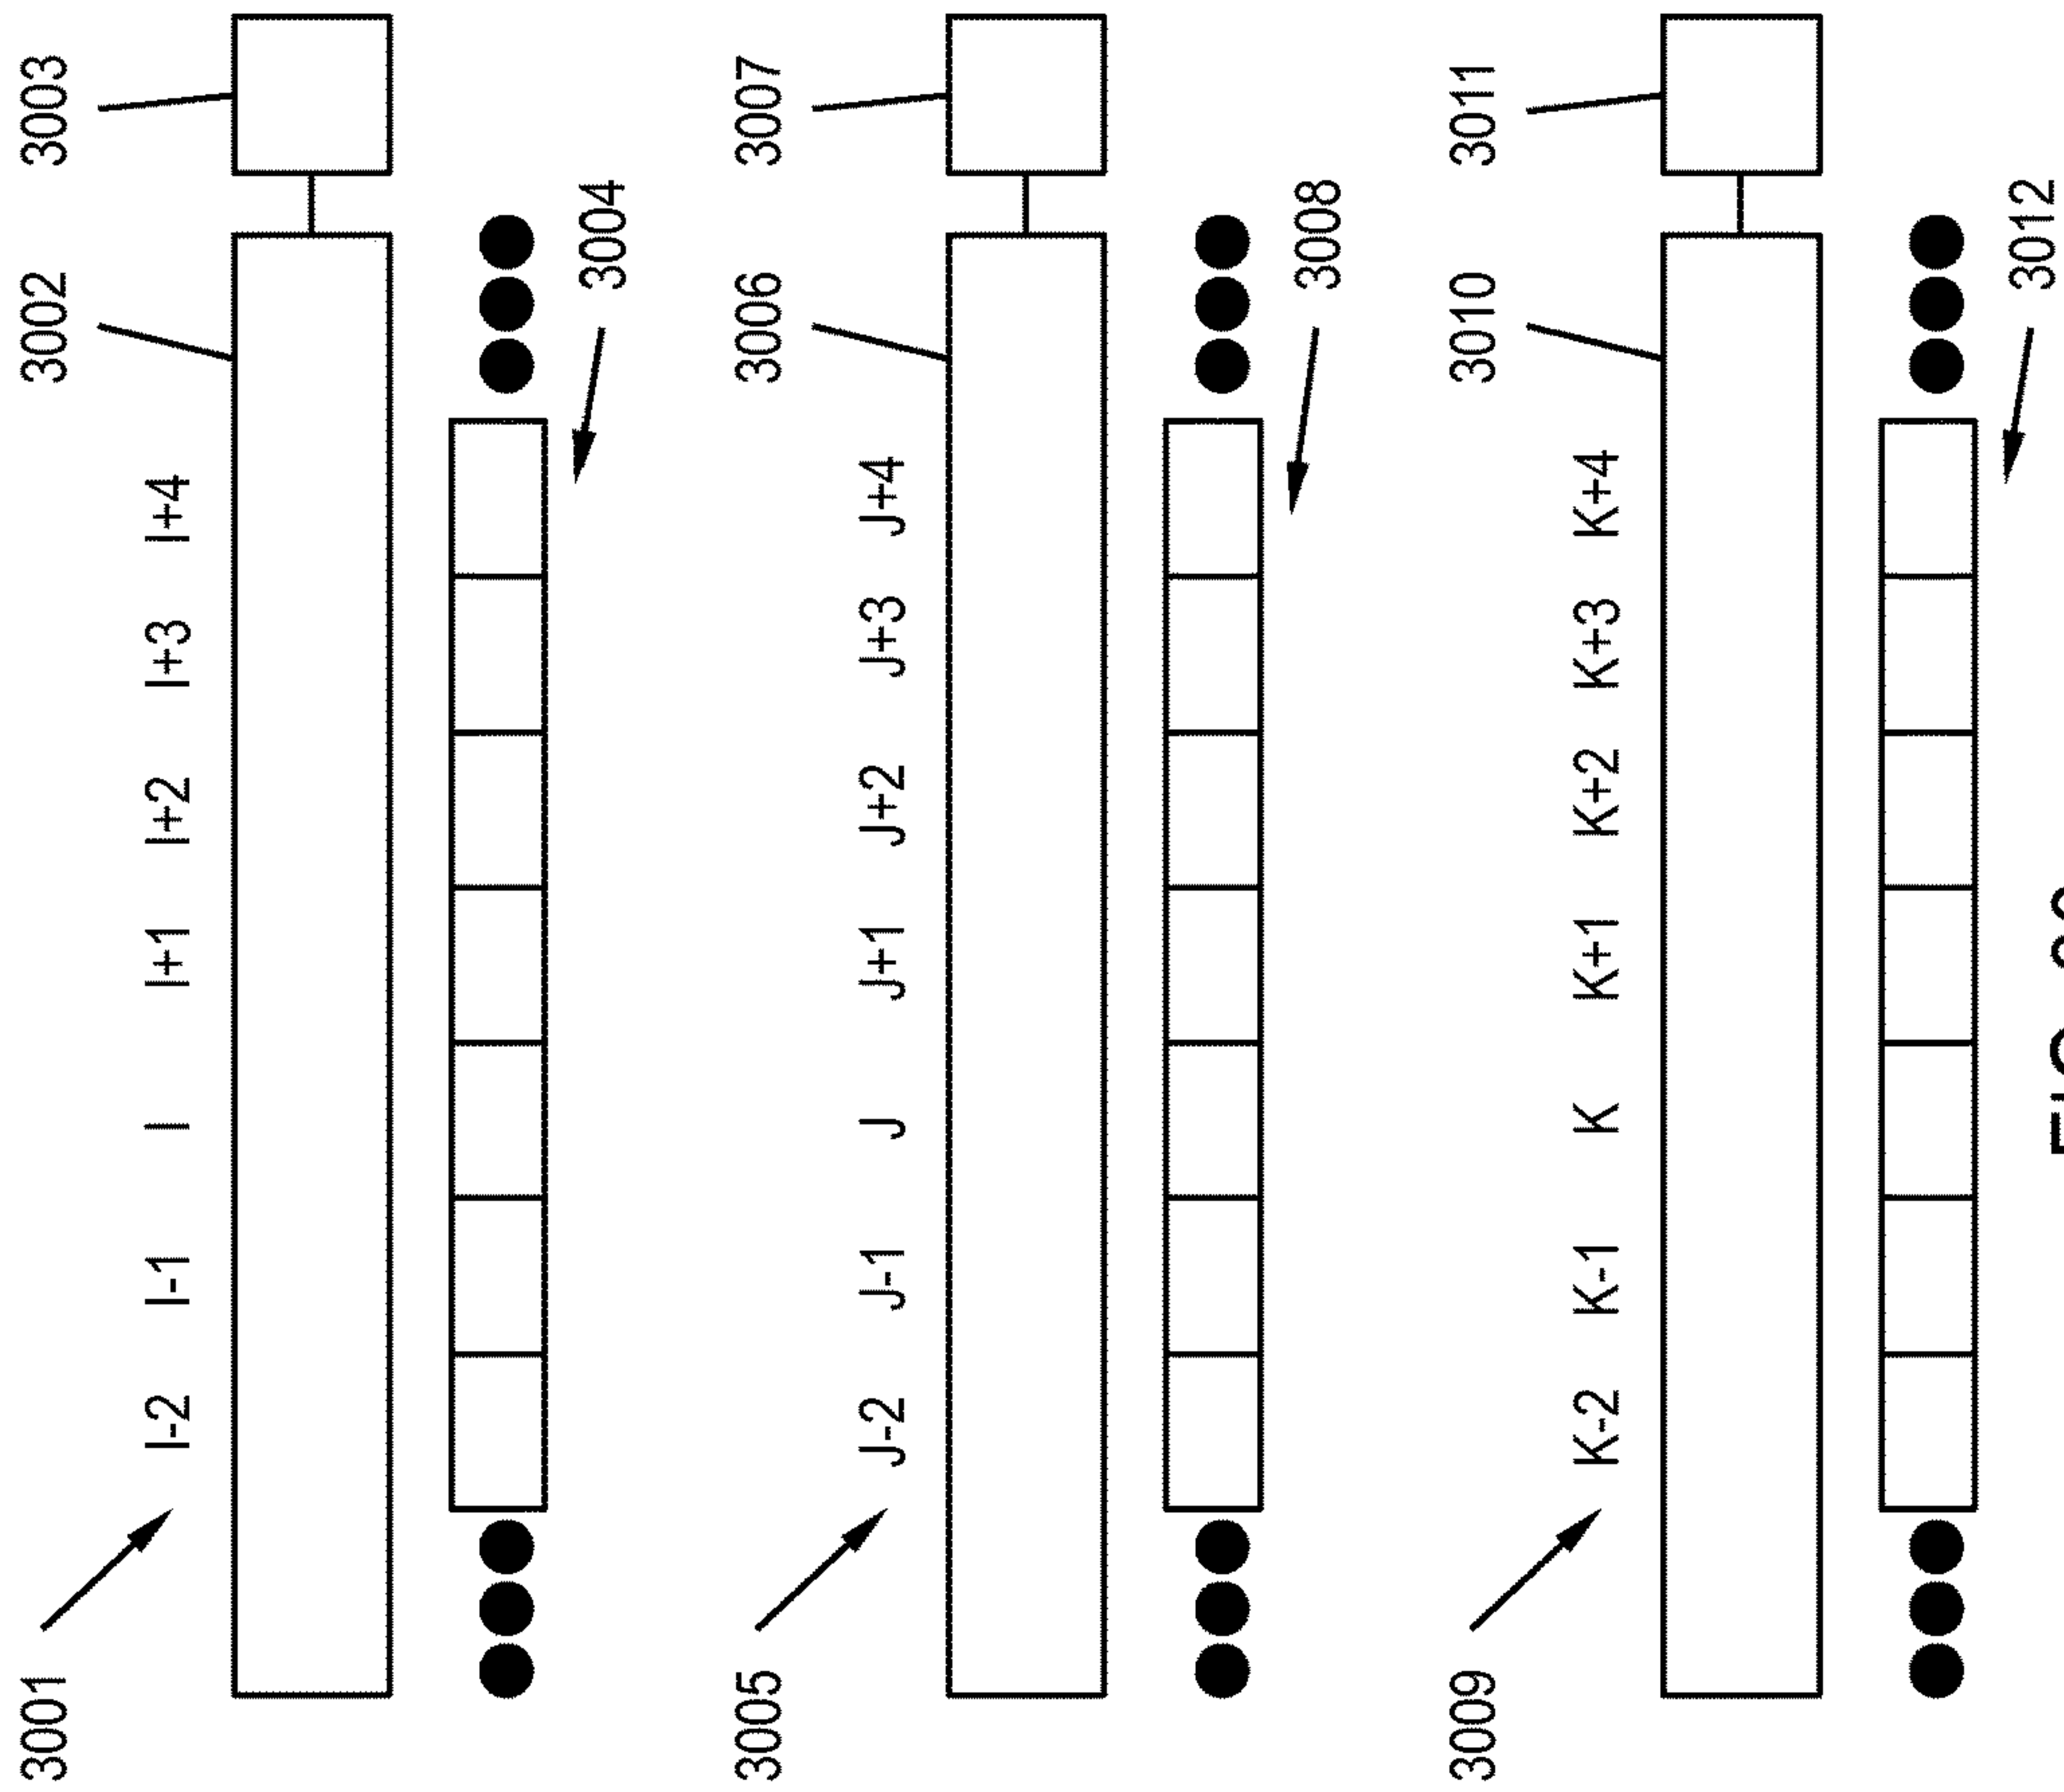 3001 3002 3003
I-2 I-1 I I+1 I+2 I+3 I+4
3004
3005 3006 3007
J-2 J-1 J J+1 J+2 J+3 J+4
3008
3009 3010 3011
K-2 K-1 K K+1 K+2 K+3 K+4
3012